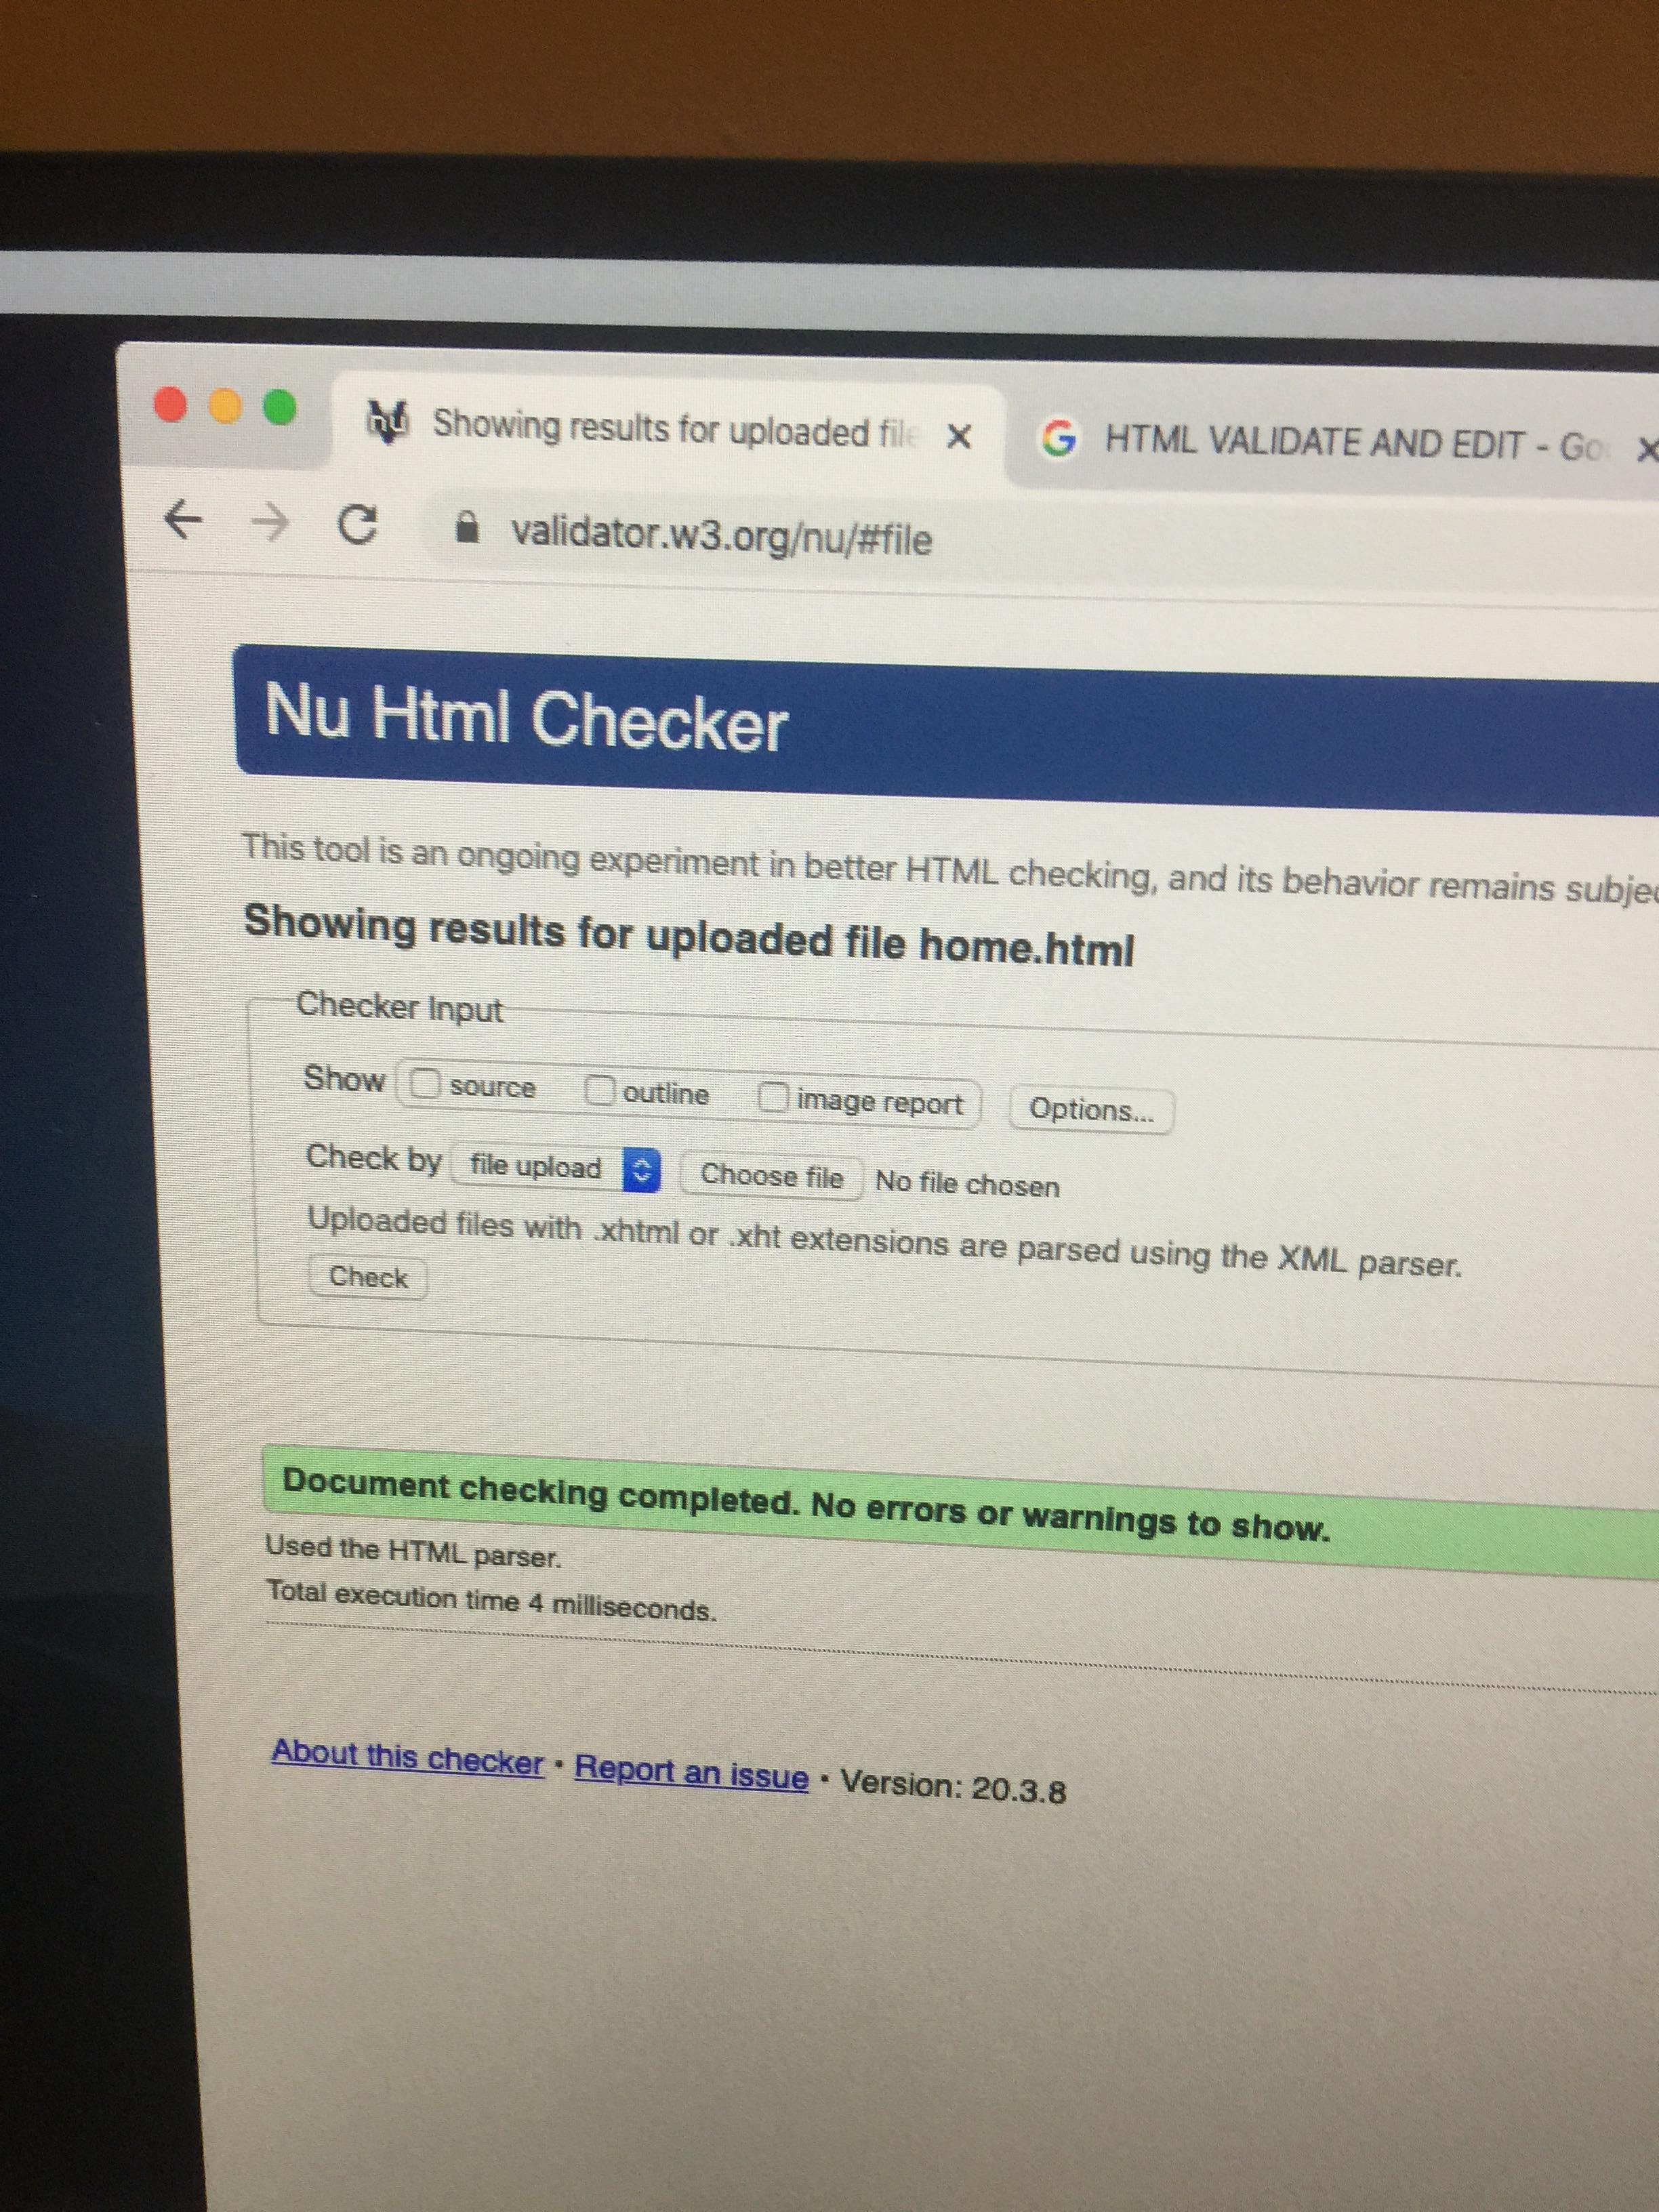 Showing results for uploaded file
HTML VALIDATE AND EDIT - Go
validator.w3.org/nu/#file
Nu Html Checker
This tool is an ongoing experiment in better HTML checking, and its behavior remains subjec
Showing results for uploaded file home.html
Checker Input
Show source outline image report Options...
Check by file upload Choose file No file chosen
Uploaded files with .xhtml or .xht extensions are parsed using the XML parser.
Check
Document checking completed. No errors or warnings to show.
Used the HTML parser.
Total execution time 4 milliseconds.
About this checker • Report an issue • Version: 20.3.8